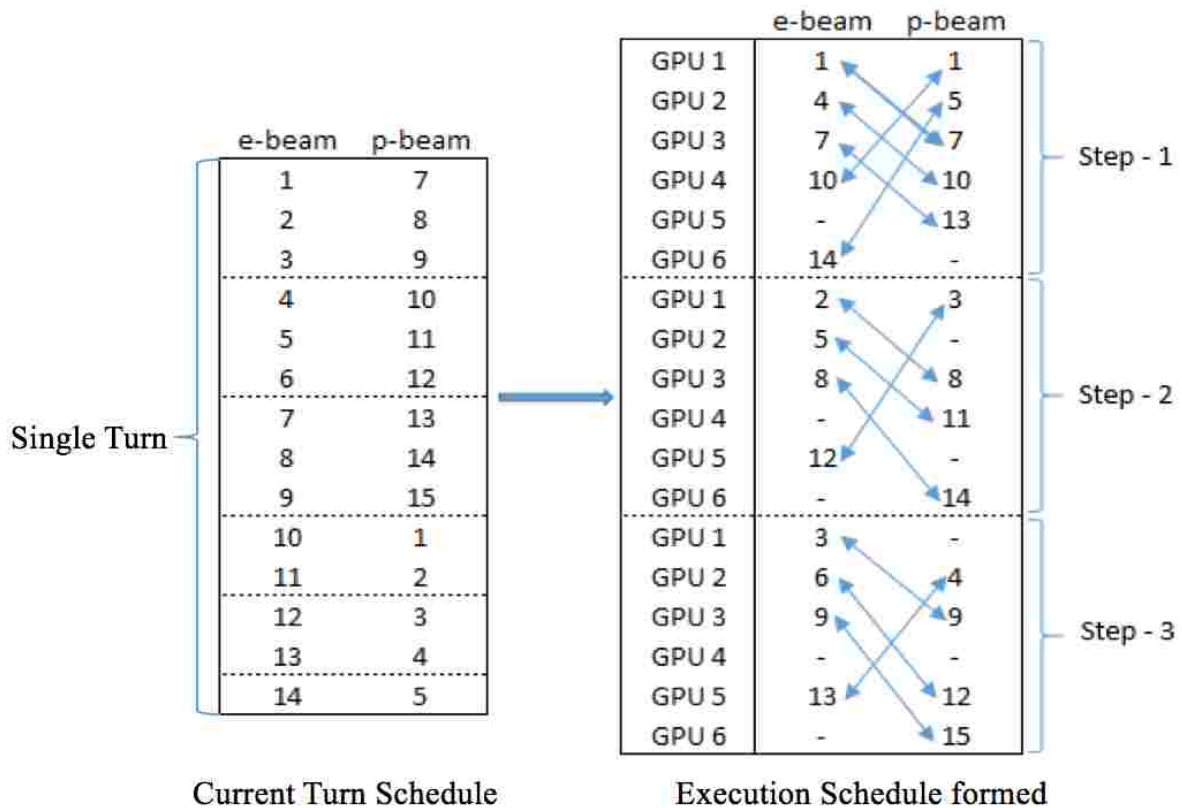 e-beam p-beam
1 7
2 8
3 9
4 10
5 11
6 12
7 13
8 14
9 15
10 1
11 2
12 3
13 4
14 5
Single Turn
Current Turn Schedule
e-beam p-beam
GPU 1 1 1
GPU 2 4 5
GPU 3 7 7
GPU 4 10 10
GPU 5 - 13
GPU 6 14 -
Step - 1
GPU 1 2 3
GPU 2 5 -
GPU 3 8 8
GPU 4 - 11
GPU 5 12 -
GPU 6 - 14
Step - 2
GPU 1 3 -
GPU 2 6 4
GPU 3 9 9
GPU 4 - -
GPU 5 13 12
GPU 6 - 15
Step - 3
Execution Schedule formed